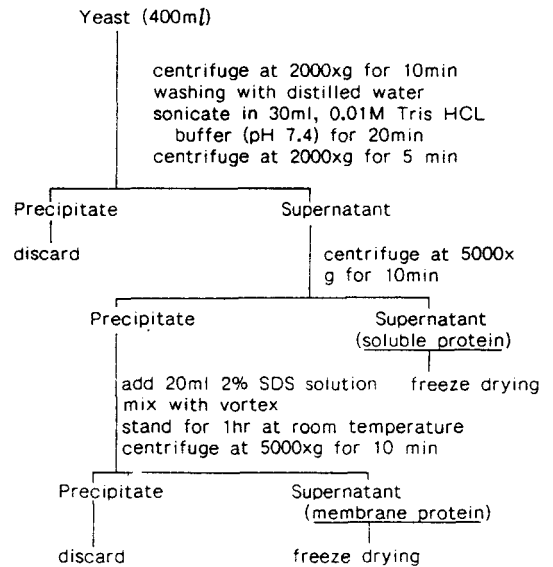 Yeast (400ml)
centrifuge at 2000xg for 10min
washing with distilled water
sonicate in 30ml, 0.01M Tris HCL
buffer (pH 7.4) for 20min
centrifuge at 2000xg for 5 min
Precipitate Supernatant
discard
centrifuge at 5000x
g for 10min
Precipitate Supernatant
(soluble protein)
add 20ml 2% SDS solution freeze drying
mix with vortex
stand for 1hr at room temperature
centrifuge at 5000xg for 10 min
Precipitate Supernatant
(membrane protein)
discard freeze drying